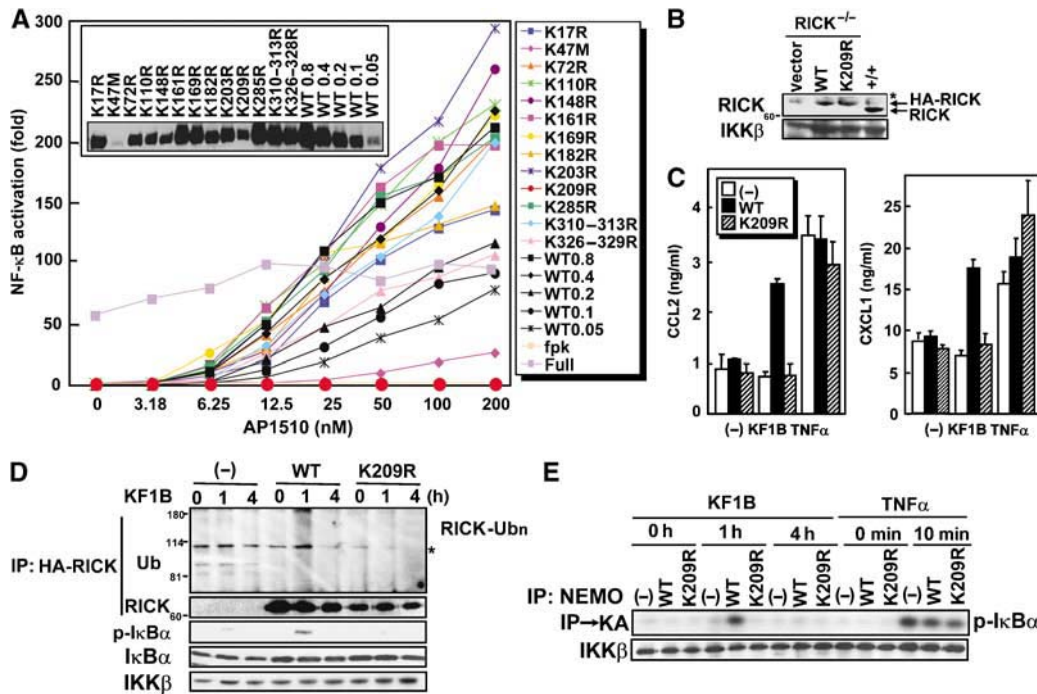 A
300
250
200
150
100
50
0
NF-κB activation (fold)
K17R
K47M
K72R
K110R
K148R
K161R
K169R
K182R
K203R
K209R
K285R
K310–313R
K326–328R
WT 0.8
WT 0.4
WT 0.2
WT 0.1
WT 0.05
0 3.18 6.25 12.5 25 50 100 200
AP1510 (nM)
K17R
K47M
K72R
K110R
K148R
K161R
K169R
K182R
K203R
K209R
K285R
K310–313R
K326–329R
WT0.8
WT0.4
WT0.2
WT0.1
WT0.05
fpk
Full
B
RICK−/−
vector
WT
K209R
+/+
*
RICK
HA-RICK
60
RICK
IKKβ
C
(–)
WT
K209R
4
3
2
1
0
CCL2 (ng/ml)
(–) KF1B TNFα
25
20
15
10
5
0
CXCL1 (ng/ml)
(–) KF1B TNFα
D
(–) WT K209R
KF1B 0 1 4 0 1 4 0 1 4 (h)
180
RICK-Ubn
114
*
IP: HA-RICK
Ub
81
RICK
60
p-IκBα
IκBα
IKKβ
E
KF1B TNFα
0 h 1h 4 h 0 min 10 min
IP: NEMO (–) WT K209R (–) WT K209R (–) WT K209R (–) WT K209R (–) WT K209R
IP→KA p-IκBα
IKKβ